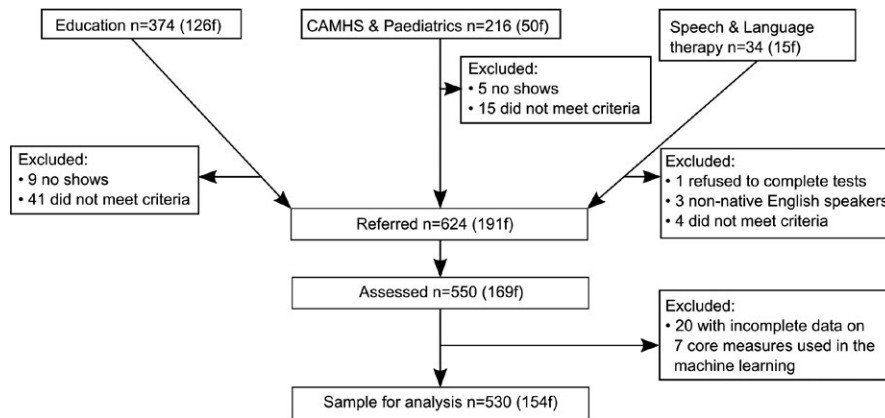 Education n=374 (126f)
CAMHS & Paediatrics n=216 (50f)
Speech & Language
therapy n=34 (15f)
Excluded:
• 5 no shows
• 15 did not meet criteria
Excluded:
• 9 no shows
• 41 did not meet criteria
Excluded:
• 1 refused to complete tests
• 3 non-native English speakers
• 4 did not meet criteria
Referred n=624 (191f)
Assessed n=550 (169f)
Excluded:
• 20 with incomplete data on
7 core measures used in the
machine learning
Sample for analysis n=530 (154f)